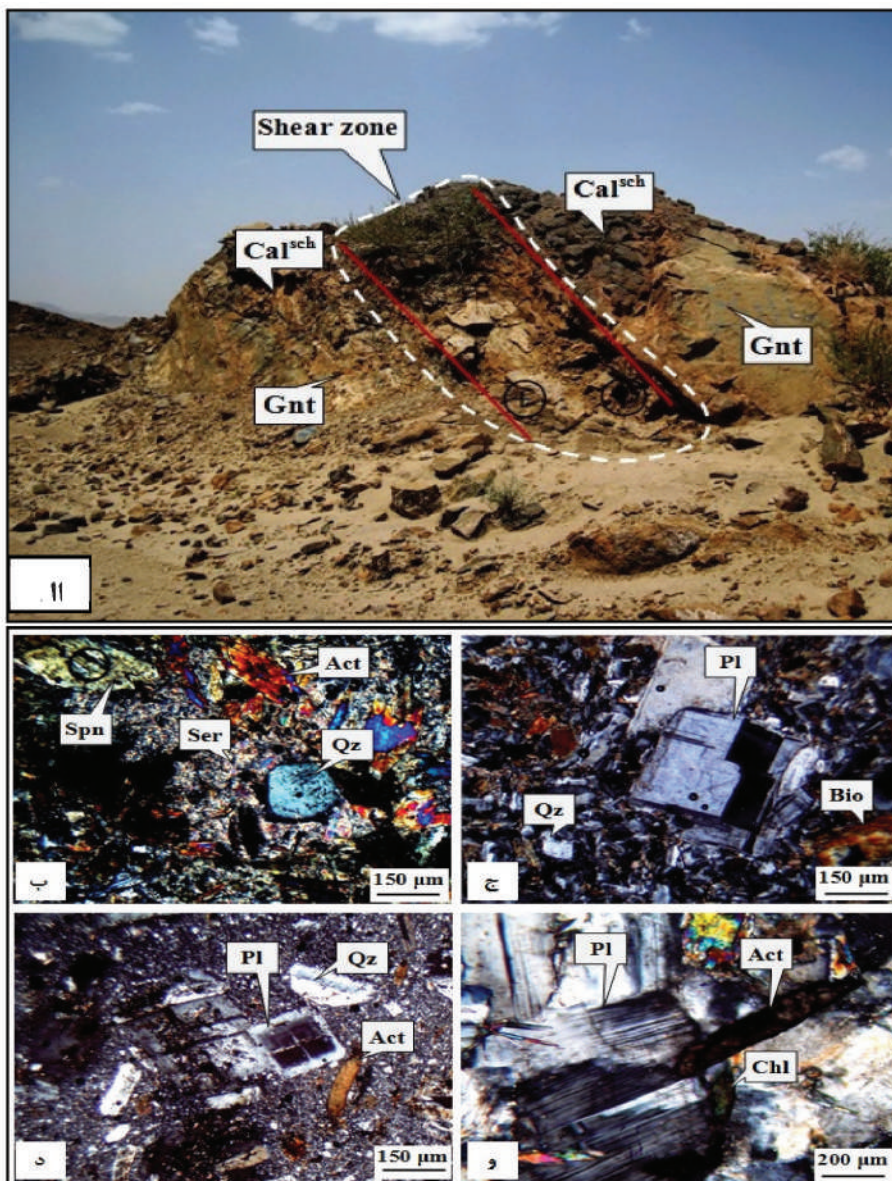 Shear zone
Cal^sch
Cal^sch
Gnt
Gnt
Act
Spn
Ser
Qz
150 µm
ب
Pl
Qz
Bio
150 µm
ج
Pl
Qz
Act
150 µm
د
Pl
Act
Chl
200 µm
و